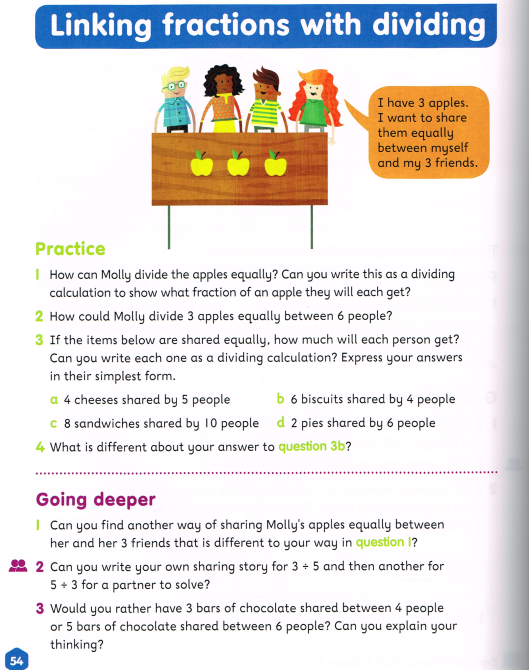 Linking fractions with dividing
I have 3 apples.
I want to share
them equally
between myself
and my 3 friends.
Practice
1 How can Molly divide the apples equally? Can you write this as a dividing
calculation to show what fraction of an apple they will each get?
2 How could Molly divide 3 apples equally between 6 people?
3 If the items below are shared equally, how much will each person get?
Can you write each one as a dividing calculation? Express your answers
in their simplest form.
a 4 cheeses shared by 5 people b 6 biscuits shared by 4 people
c 8 sandwiches shared by 10 people d 2 pies shared by 6 people
4 What is different about your answer to question 3b?
Going deeper
1 Can you find another way of sharing Molly's apples equally between
her and her 3 friends that is different to your way in question 1?
2 Can you write your own sharing story for 3 ÷ 5 and then another for
5 ÷ 3 for a partner to solve?
3 Would you rather have 3 bars of chocolate shared between 4 people
or 5 bars of chocolate shared between 6 people? Can you explain your
thinking?
54